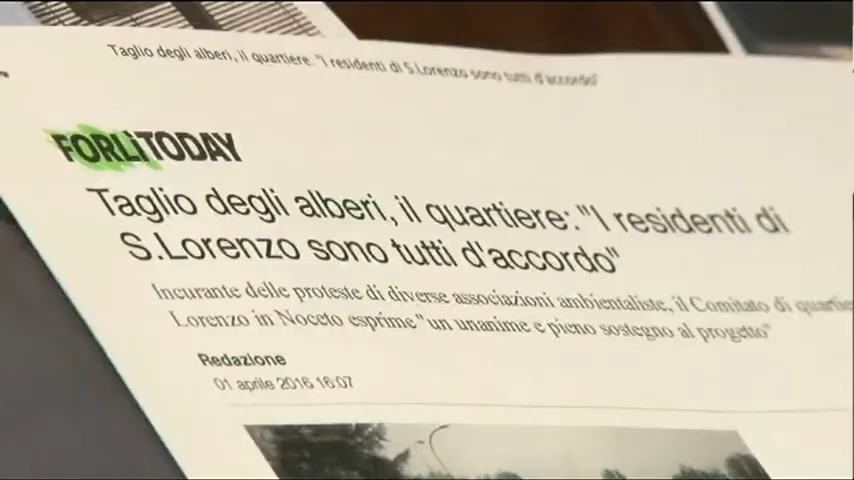 Taglio degli alberi, il quartiere: "I residenti di S.Lorenzo sono tutti d'accordo"
FORLÌTODAY
Taglio degli alberi, il quartiere: "I residenti di
S.Lorenzo sono tutti d'accordo"
Incurante delle proteste di diverse associazioni ambientaliste, il Comitato di quartie
Lorenzo in Noceto esprime "un unanime e pieno sostegno al progetto"
Redazione
01 aprile 2016 16:07